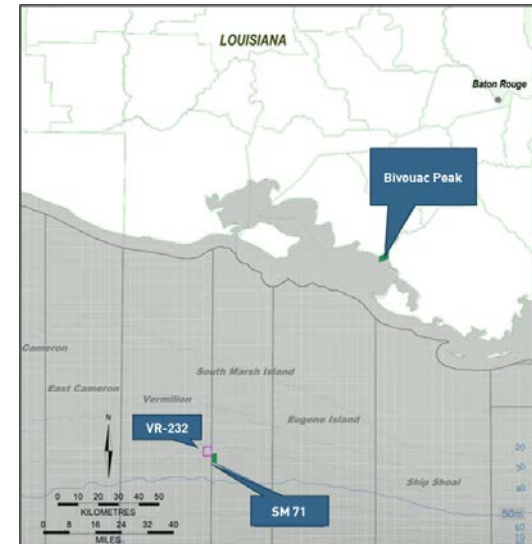 LOUISIANA
Baton Rouge
Bivouac Peak
Cameron
South Marsh Island
East Cameron
Vermilion
Eugene Island
N
VR-232
20
30
Ship Shoal
40
0 10 20 30 40 50
KILOMETRES
SM 71
50m
0 8 16 24 32 40
MILES